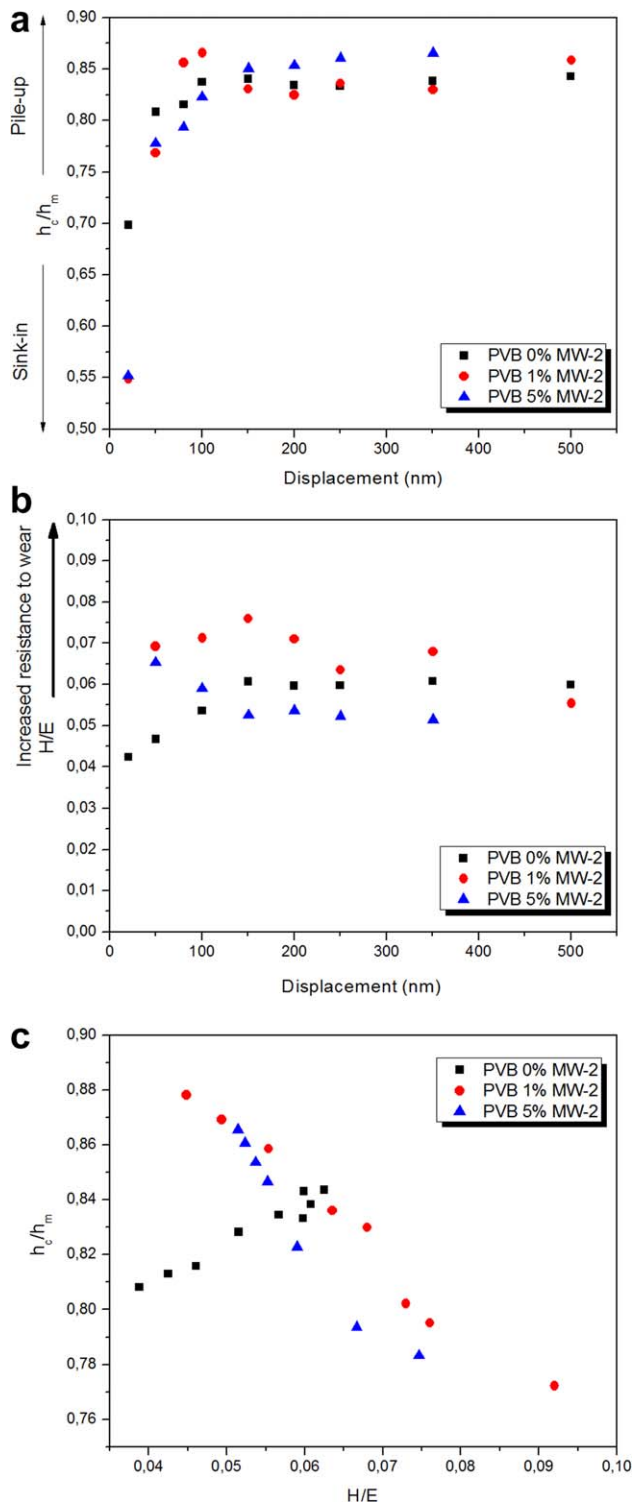 a
Pile-up
h_c/h_m
Sink-in
0,90
0,85
0,80
0,75
0,70
0,65
0,60
0,55
0,50
0 100 200 300 400 500
Displacement (nm)
PVB 0% MW-2
PVB 1% MW-2
PVB 5% MW-2
b
Increased resistance to wear
H/E
0,10
0,09
0,08
0,07
0,06
0,05
0,04
0,03
0,02
0,01
0,00
0 100 200 300 400 500
Displacement (nm)
PVB 0% MW-2
PVB 1% MW-2
PVB 5% MW-2
c
h_c/h_m
0,90
0,88
0,86
0,84
0,82
0,80
0,78
0,76
0,04 0,05 0,06 0,07 0,08 0,09 0,10
H/E
PVB 0% MW-2
PVB 1% MW-2
PVB 5% MW-2